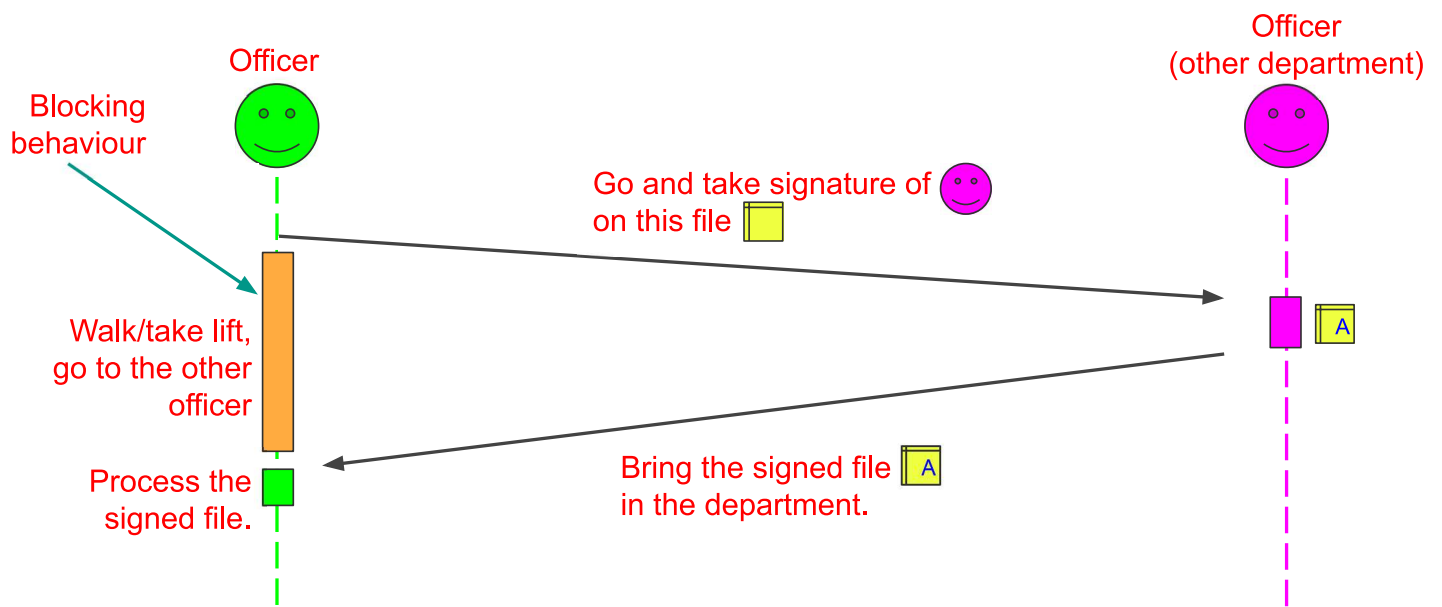 Officer
Officer
(other department)
Blocking
behaviour
Go and take signature of
on this file
Walk/take lift,
go to the other
officer
A
Process the
signed file.
Bring the signed file
A
in the department.